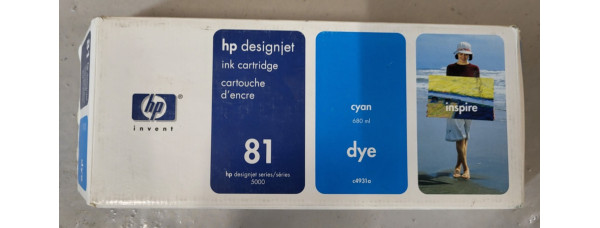 hp
invent
hp designjet
ink cartridge
cartouche
d'encre
81
hp designjet series/séries
5000
cyan
680 ml
dye
c4931a
inspire